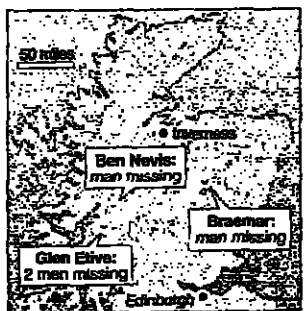 50 miles
Inverness
Ben Nevis:
man missing
Braemar:
man missing
Glen Etive:
2 men missing
Edinburgh